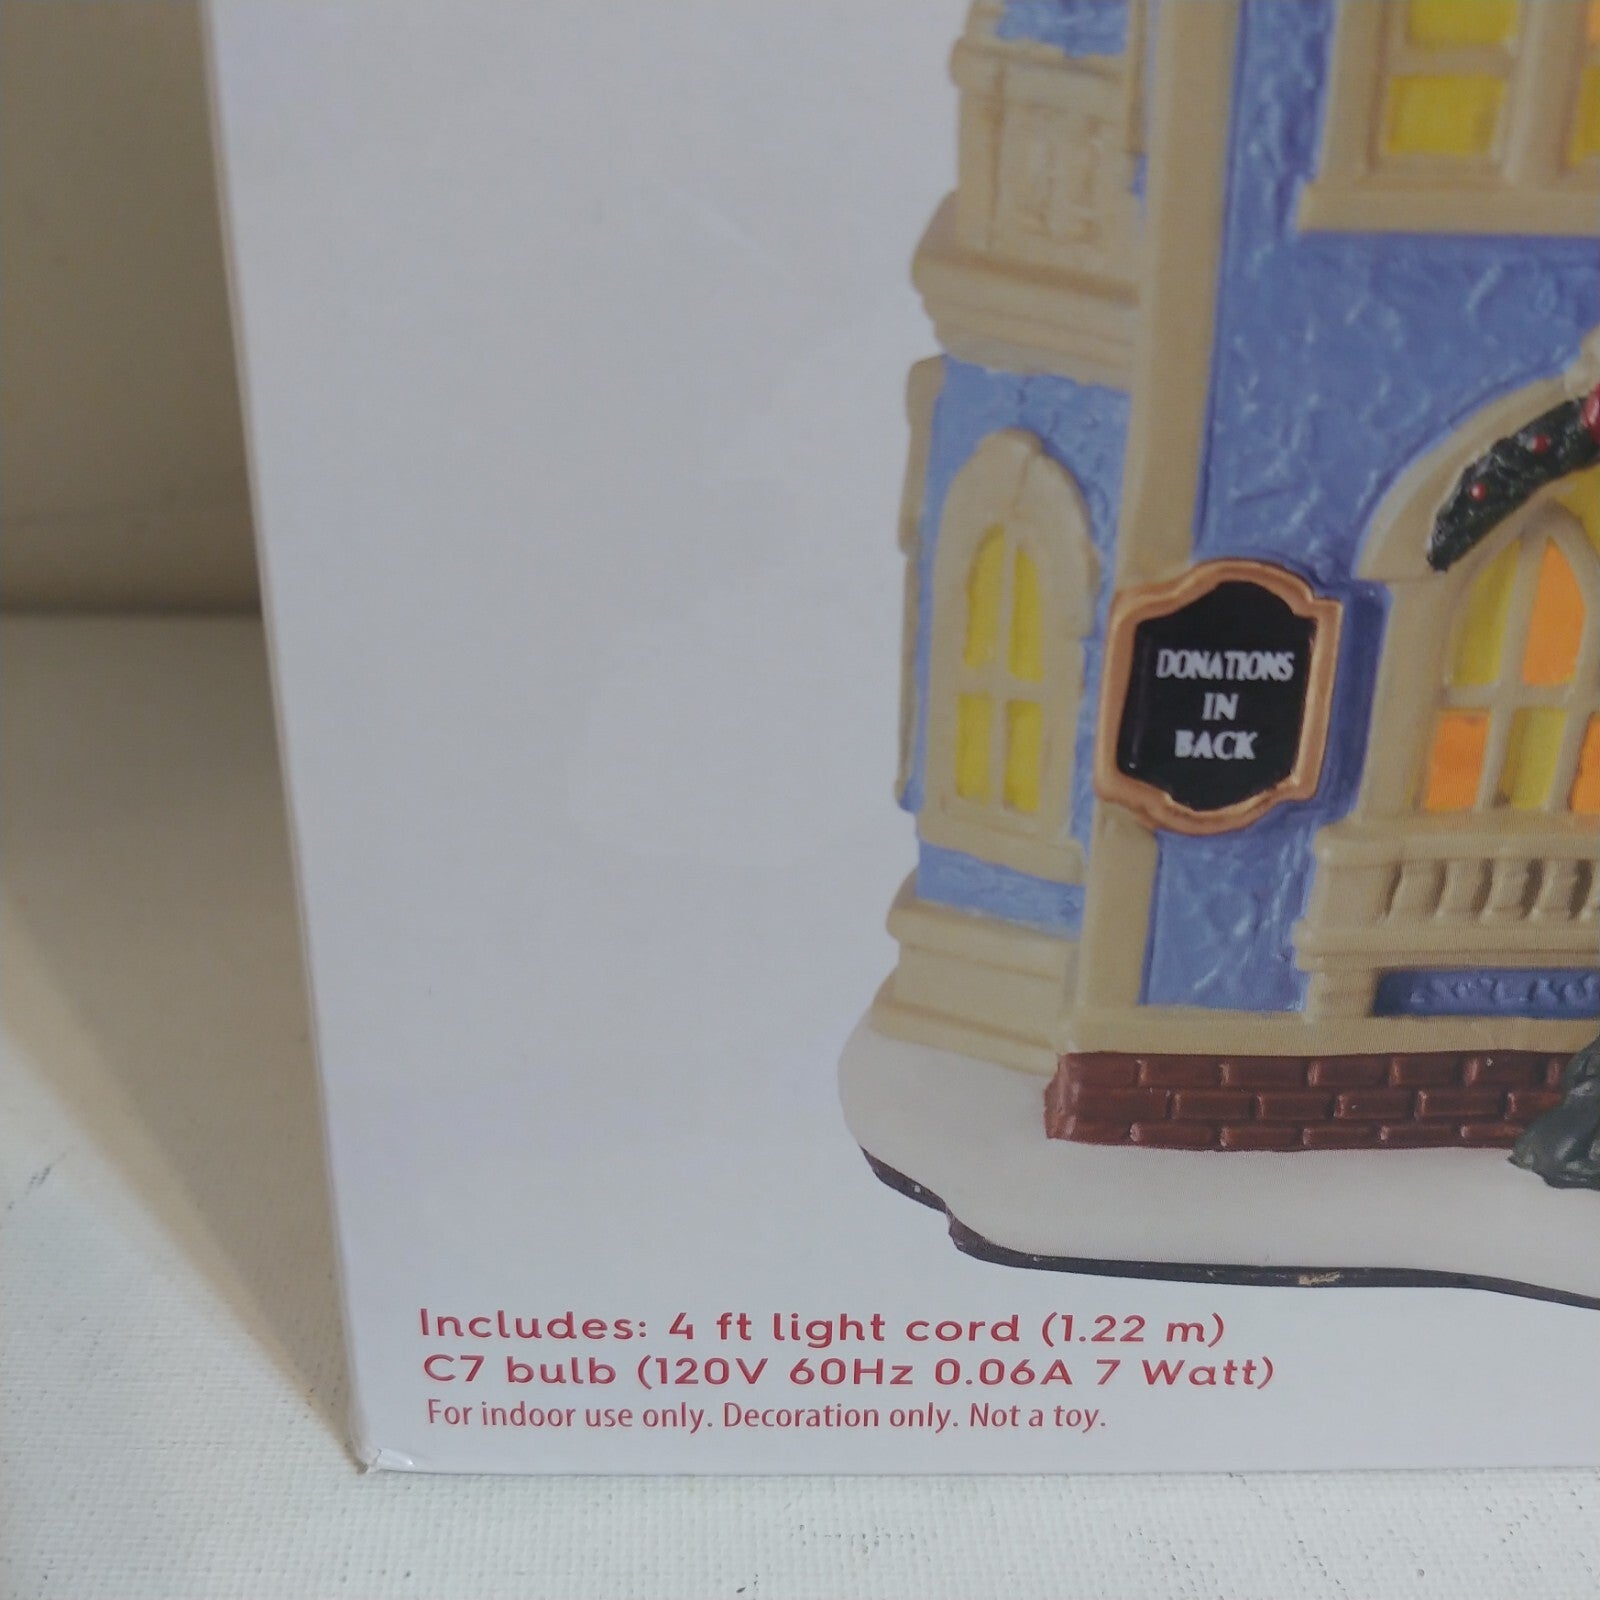 DONATIONS
IN
BACK
Includes: 4 ft light cord (1.22 m)
C7 bulb (120V 60Hz 0.06A 7 Watt)
For indoor use only. Decoration only. Not a toy.